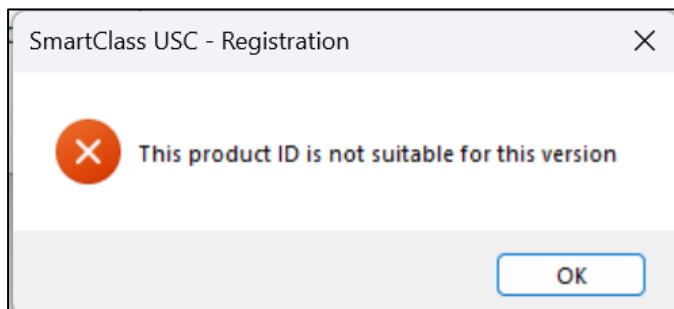 SmartClass USC - Registration
This product ID is not suitable for this version
OK